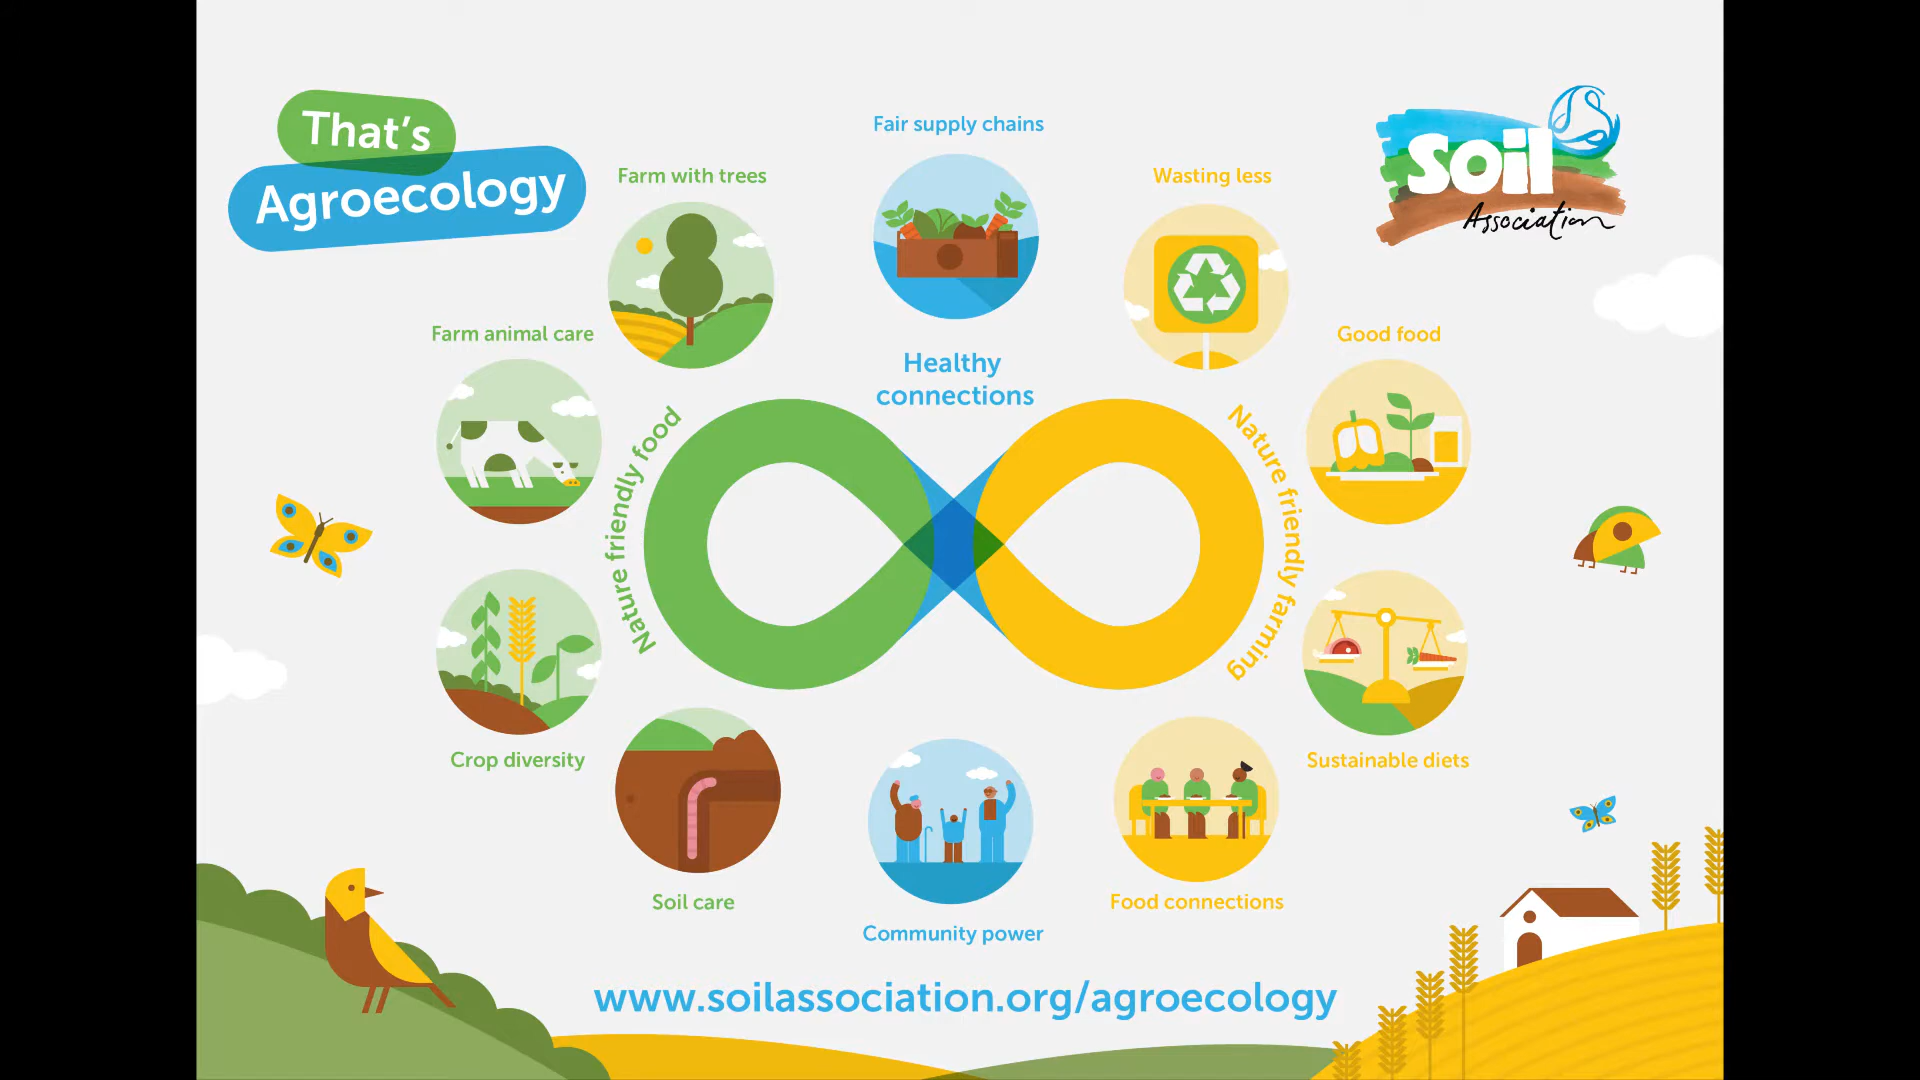 That's
Agroecology
Fair supply chains
Farm with trees
Wasting less
soil
Association
Farm animal care
Good food
Healthy
connections
Nature friendly food
Nature friendly farming
Crop diversity
Sustainable diets
Soil care
Food connections
Community power
www.soilassociation.org/agroecology